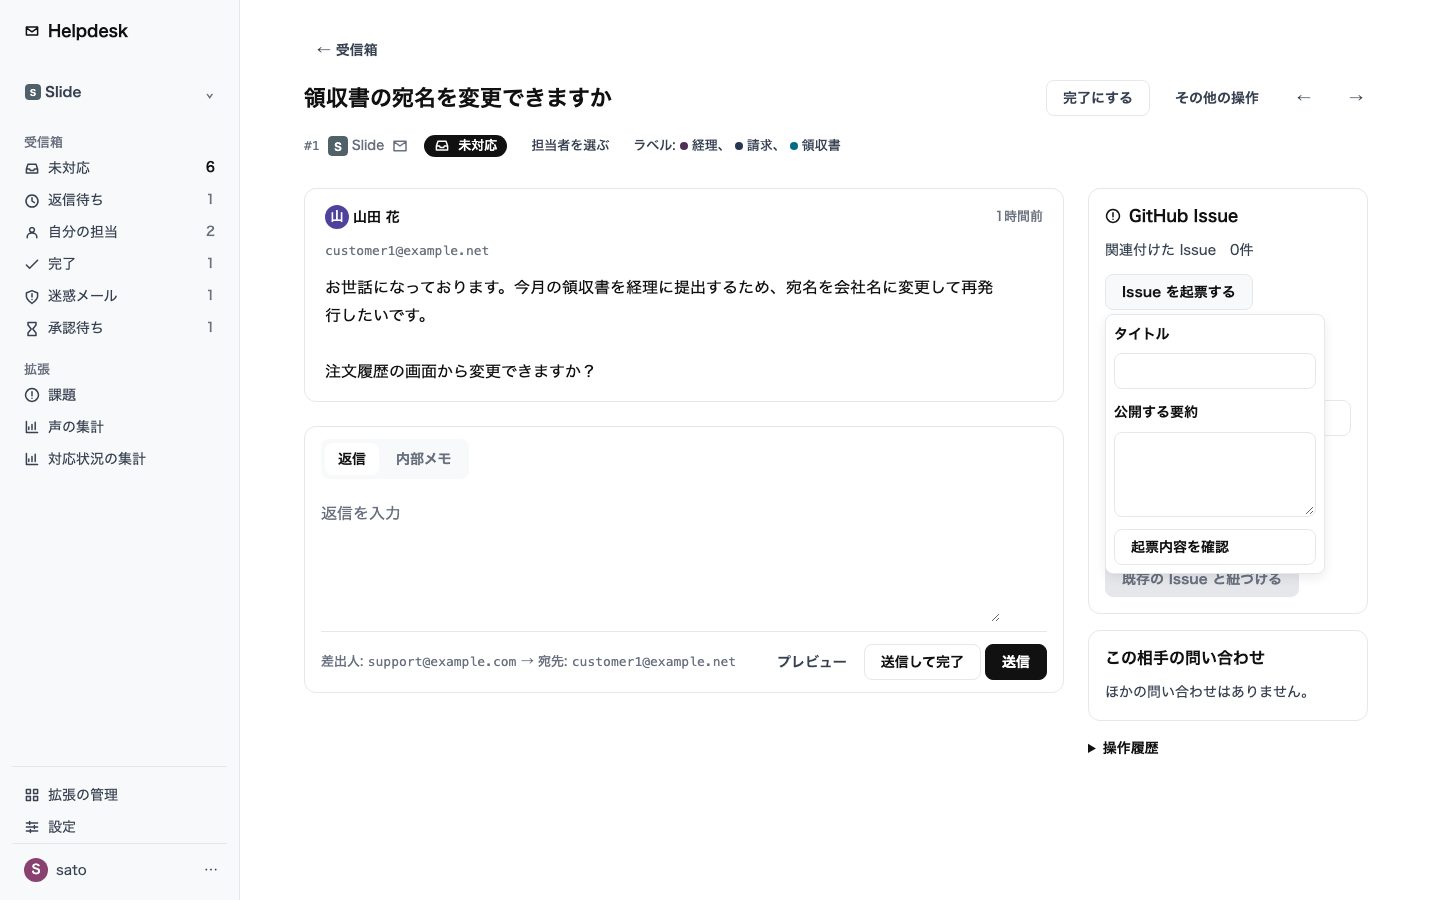 Helpdesk
S Slide
受信箱
未対応 6
返信待ち 1
自分の担当 2
完了 1
迷惑メール 1
承認待ち 1
拡張
課題
声の集計
対応状況の集計
拡張の管理
設定
S sato ...
← 受信箱
領収書の宛名を変更できますか
完了にする その他の操作 ← →
#1 S Slide 未対応 担当者を選ぶ ラベル: 経理、 請求、 領収書
山 山田 花 1時間前
customer1@example.net
お世話になっております。今月の領収書を経理に提出するため、宛名を会社名に変更して再発
行したいです。
注文履歴の画面から変更できますか？
返信 内部メモ
返信を入力
差出人: support@example.com → 宛先: customer1@example.net プレビュー 送信して完了 送信
GitHub Issue
関連付けた Issue 0件
Issue を起票する
タイトル
公開する要約
起票内容を確認
既存の Issue と紐づける
この相手の問い合わせ
ほかの問い合わせはありません。
▶ 操作履歴